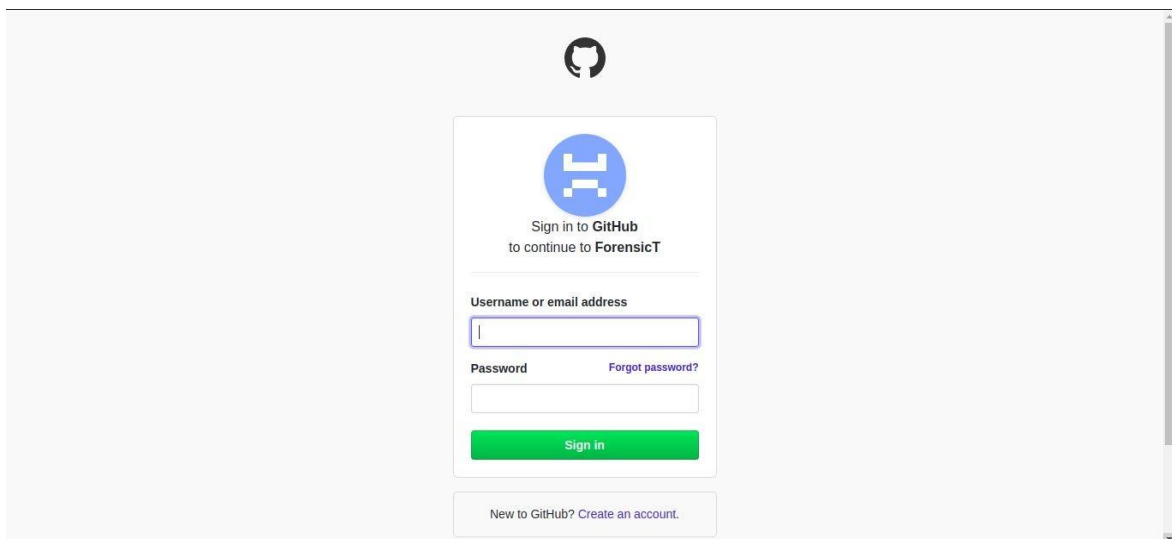 Sign in to GitHub
to continue to ForensicT
Username or email address
Password Forgot password?
Sign in
New to GitHub? Create an account.